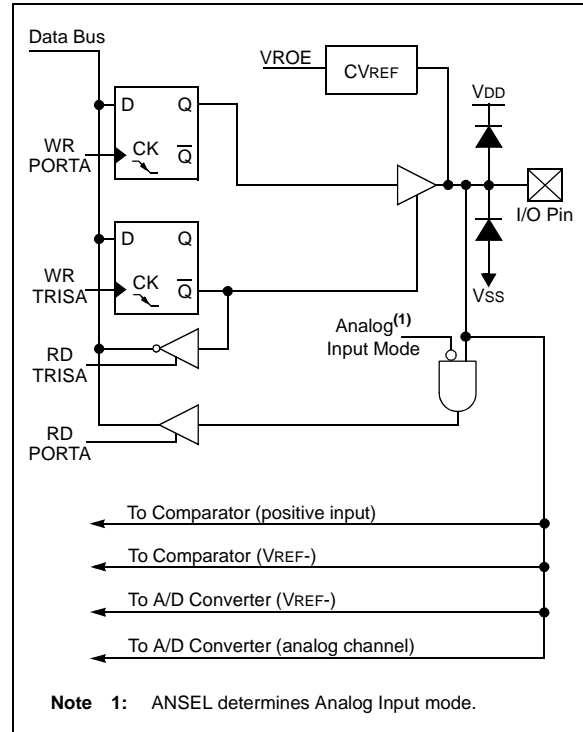 Data Bus
VROE
CVREF
VDD
D Q
WR
PORTA
CK
Q
I/O Pin
D Q
WR
TRISA
CK
Q
VSS
Analog(1)
Input Mode
RD
TRISA
RD
PORTA
To Comparator (positive input)
To Comparator (VREF-)
To A/D Converter (VREF-)
To A/D Converter (analog channel)
Note 1: ANSEL determines Analog Input mode.